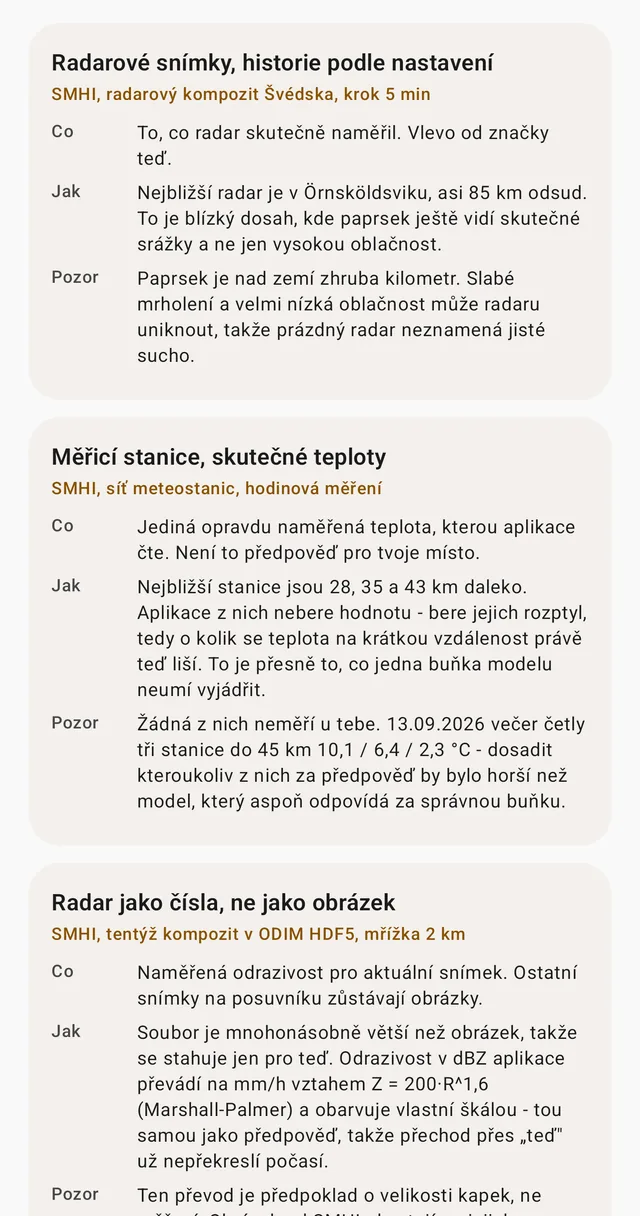 Radarové snímky, historie podle nastavení
SMHI, radarový kompozit Švédska, krok 5 min
Co
To, co radar skutečně naměřil. Vlevo od značky
teď.
Jak
Nejbližší radar je v Örnsköldsviku, asi 85 km odsud.
To je blízký dosah, kde paprsek ještě vidí skutečné
srážky a ne jen vysokou oblačnost.
Pozor
Paprsek je nad zemí zhruba kilometr. Slabé
mrholení a velmi nízká oblačnost může radaru
uniknout, takže prázdný radar neznamená jisté
sucho.
Měřicí stanice, skutečné teploty
SMHI, síť meteostanic, hodinová měření
Co
Jediná opravdu naměřená teplota, kterou aplikace
čte. Není to předpověď pro tvoje místo.
Jak
Nejbližší stanice jsou 28, 35 a 43 km daleko.
Aplikace z nich nebere hodnotu - bere jejich rozptyl,
tedy o kolik se teplota na krátkou vzdálenost právě
teď liší. To je přesně to, co jedna buňka modelu
neumí vyjádřit.
Pozor
Žádná z nich neměří u tebe. 13.09.2026 večer četly
tři stanice do 45 km 10,1 / 6,4 / 2,3 °C - dosadit
kteroukoliv z nich za předpověď by bylo horší než
model, který aspoň odpovídá za správnou buňku.
Radar jako čísla, ne jako obrázek
SMHI, tentýž kompozit v ODIM HDF5, mřížka 2 km
Co
Naměřená odrazivost pro aktuální snímek. Ostatní
snímky na posuvníku zůstávají obrázky.
Jak
Soubor je mnohonásobně větší než obrázek, takže
se stahuje jen pro teď. Odrazivost v dBZ aplikace
převádí na mm/h vztahem Z = 200·R^1,6
(Marshall-Palmer) a obarvuje vlastní škálou - tou
samou jako předpověď, takže přechod přes „teď"
už nepřekreslí počasí.
Pozor
Ten převod je předpoklad o velikosti kapek, ne